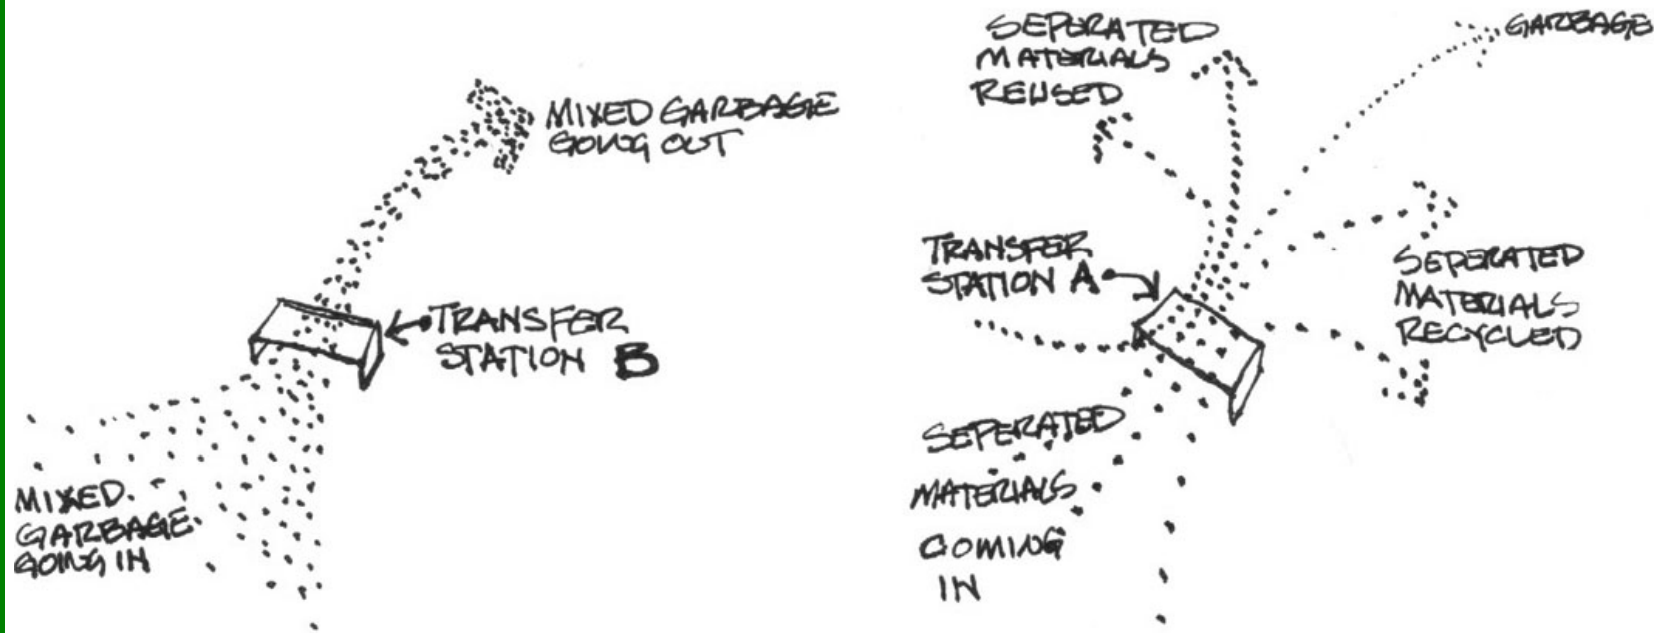 MIXED GARBAGE
GOING OUT
TRANSFER
STATION B
MIXED
GARBAGE
GOING IN
SEPERATED
MATERIALS
REUSED
GARBAGE
TRANSFER
STATION A
SEPERATED
MATERIALS
RECYCLED
SEPERATED
MATERIALS
COMING
IN